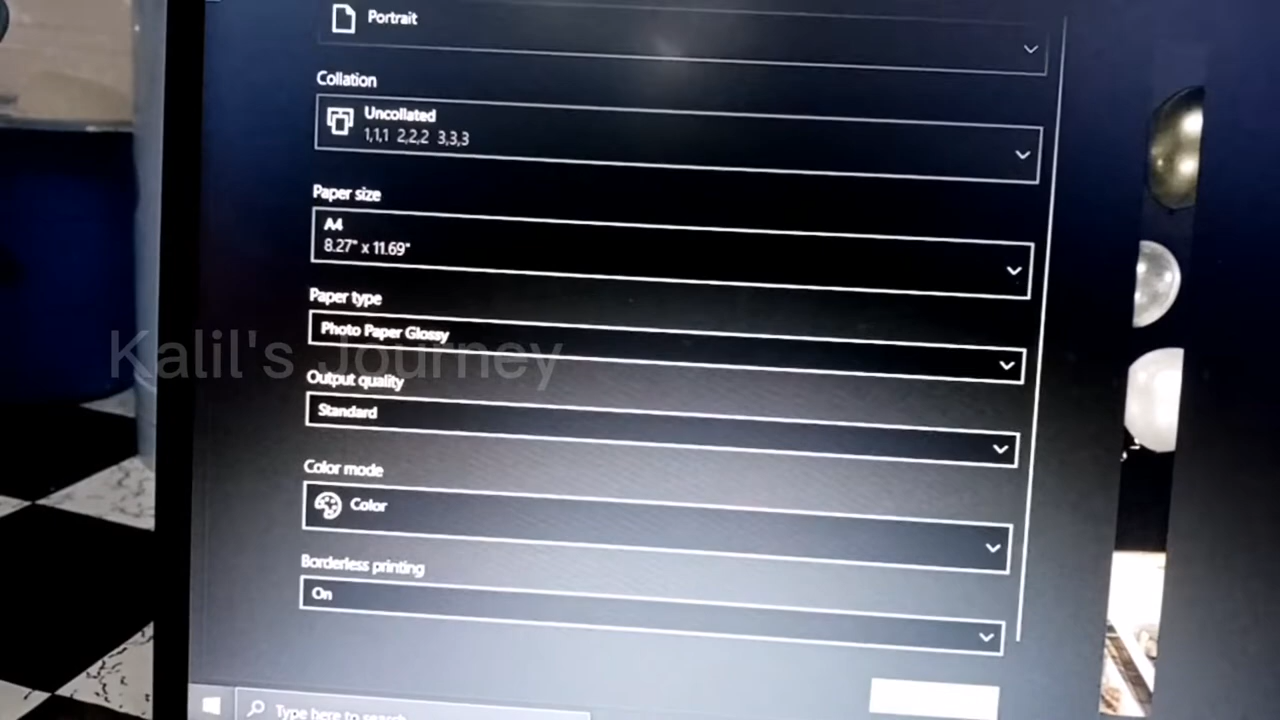 Portrait
Collation
Uncollated
1,1,1 2,2,2 3,3,3
Paper size
A4
8.27" x 11.69"
Paper type
Photo Paper Glossy
Kalil's Journey
Output quality
Standard
Color mode
Color
Borderless printing
On
Type here to search